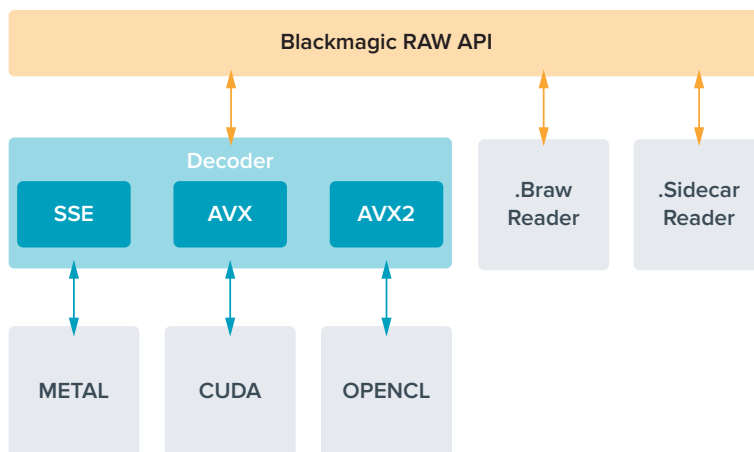 Blackmagic RAW API
Decoder
SSE
AVX
AVX2
.Braw
Reader
.Sidecar
Reader
METAL
CUDA
OPENCL